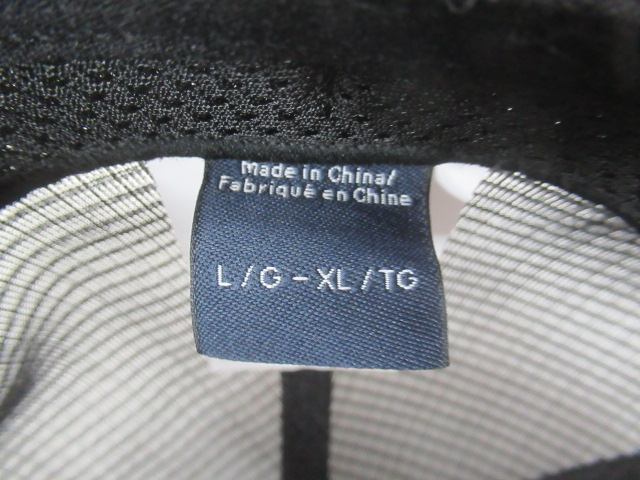 Made in China/
Fabriqué en Chine
L/G - XL/TG